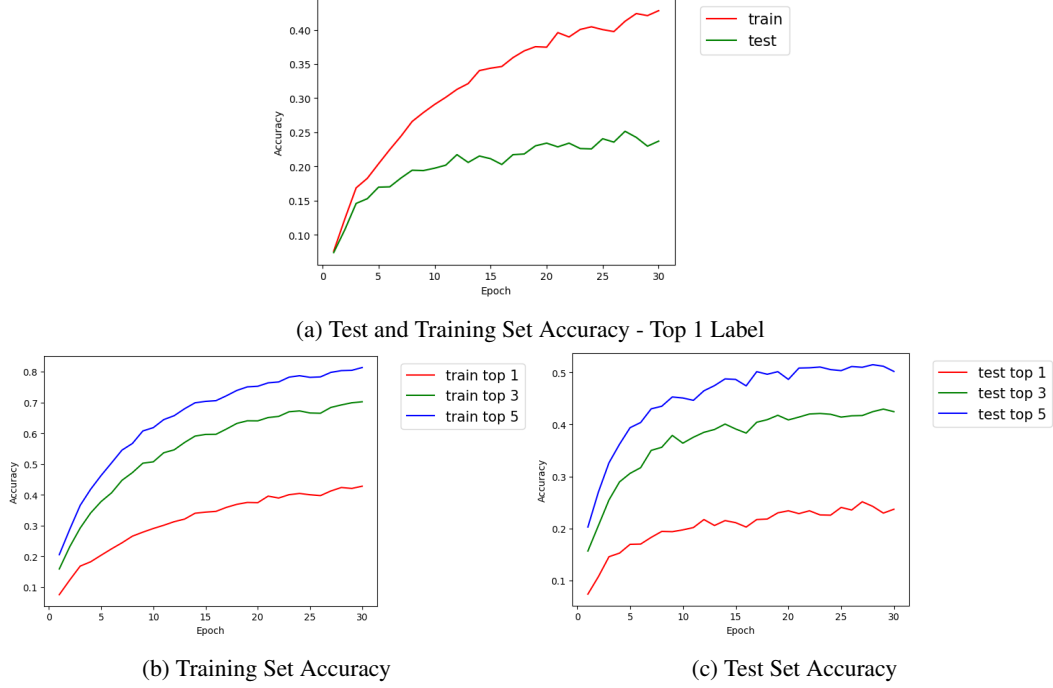 train
test
0.40
0.35
0.30
0.25
0.20
0.15
0.10
Accuracy
0 5 10 15 20 25 30
Epoch
(a) Test and Training Set Accuracy - Top 1 Label
train top 1
train top 3
train top 5
0.8
0.7
0.6
0.5
0.4
0.3
0.2
0.1
Accuracy
0 5 10 15 20 25 30
Epoch
(b) Training Set Accuracy
test top 1
test top 3
test top 5
0.5
0.4
0.3
0.2
0.1
Accuracy
0 5 10 15 20 25 30
Epoch
(c) Test Set Accuracy